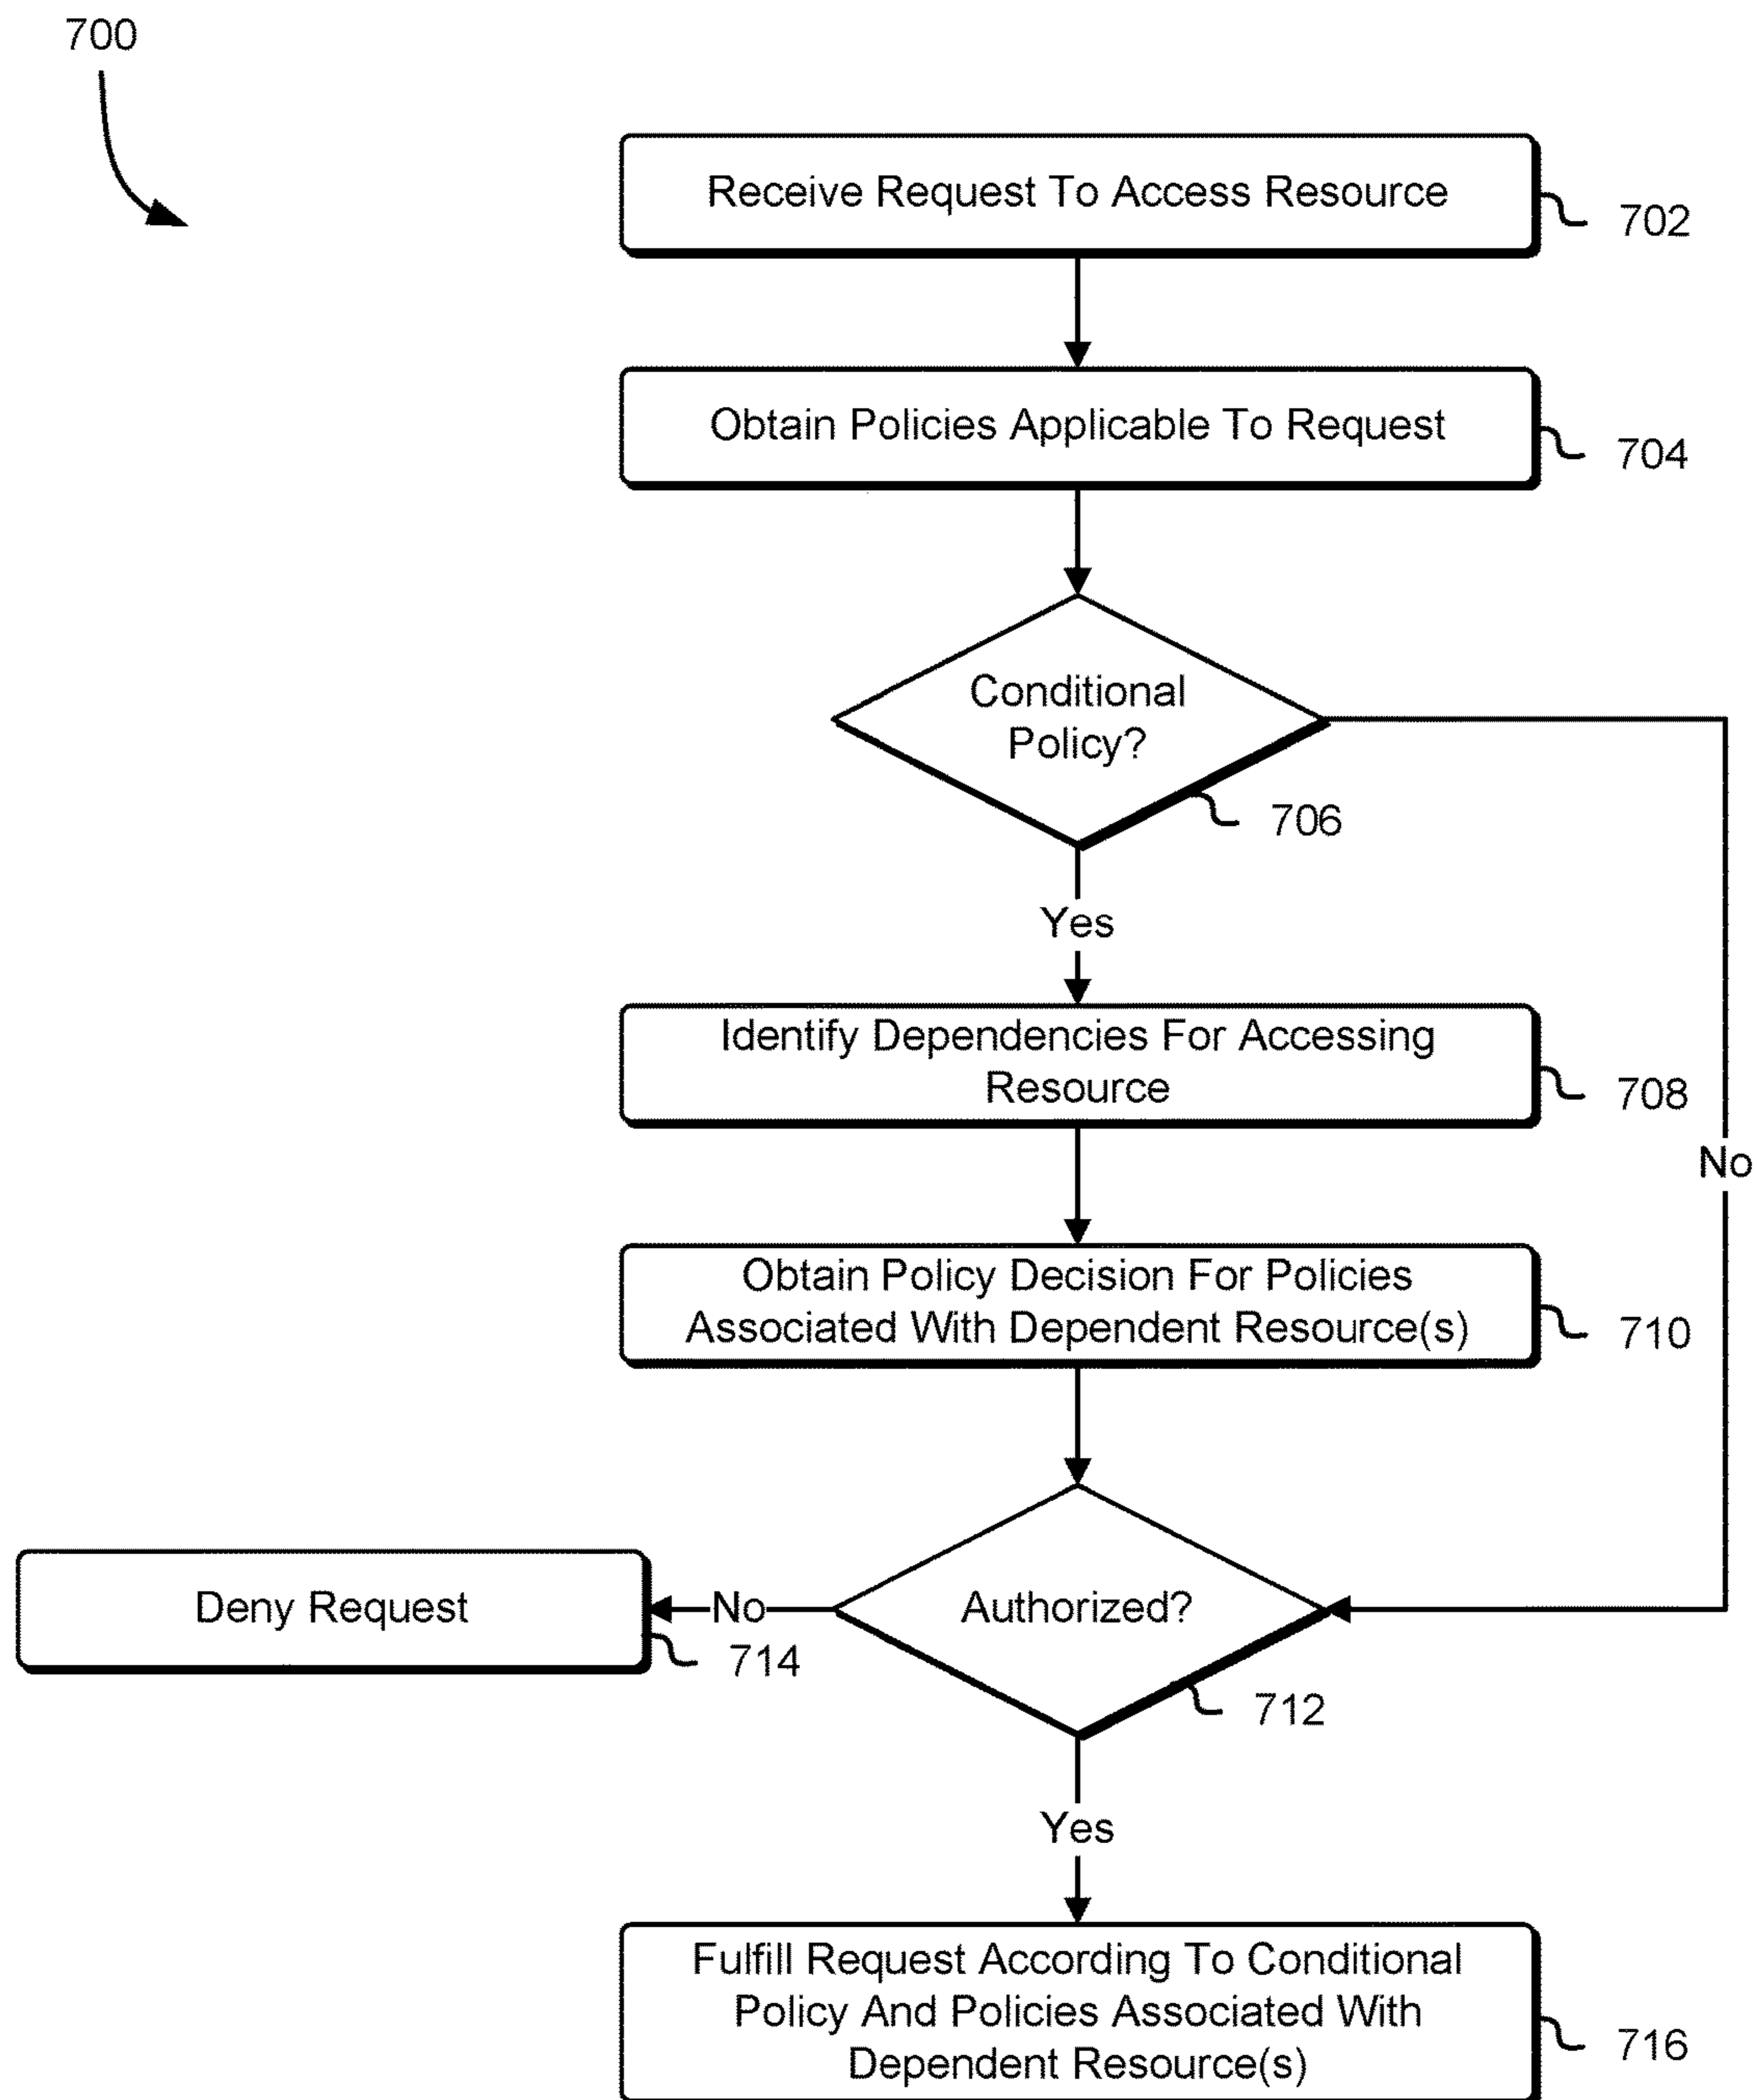 700
Receive Request To Access Resource
702
Obtain Policies Applicable To Request
704
Conditional
Policy?
706
Yes
Identify Dependencies For Accessing
Resource
708
No
Obtain Policy Decision For Policies
Associated With Dependent Resource(s)
710
Authorized?
712
No
Deny Request
714
Yes
Fulfill Request According To Conditional
Policy And Policies Associated With
Dependent Resource(s)
716